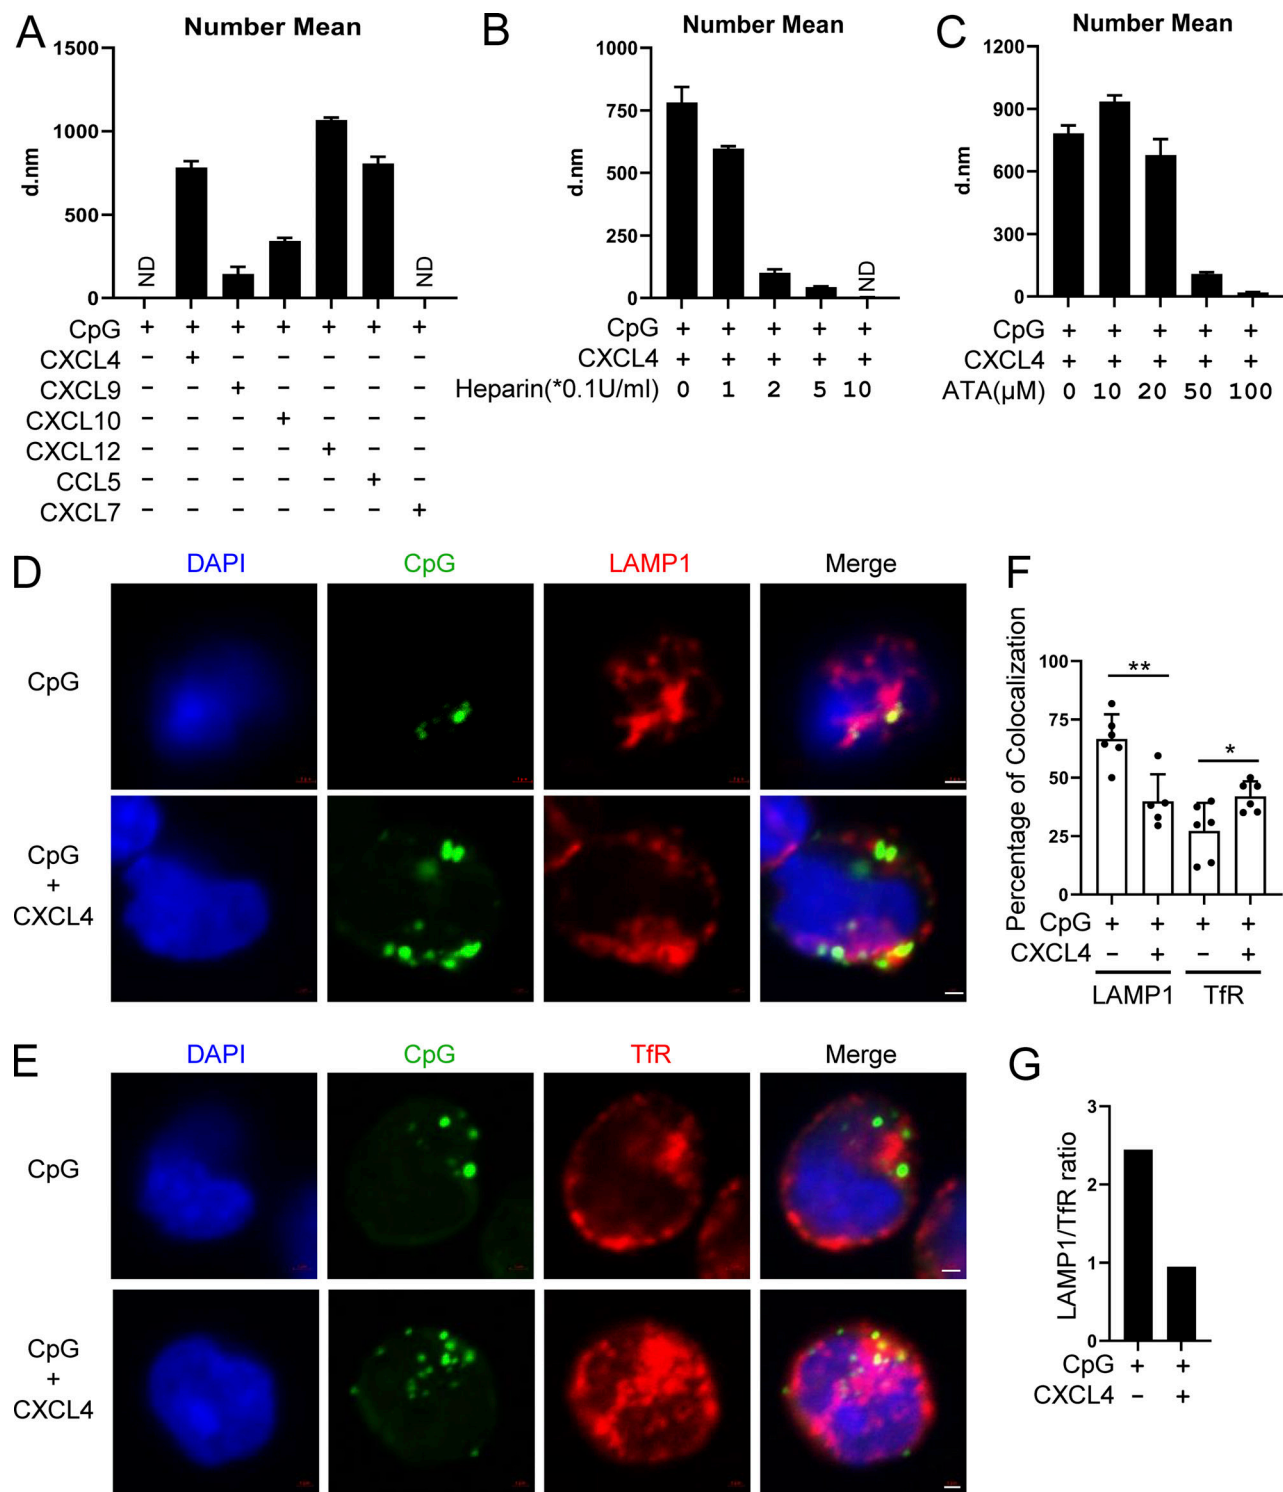 A
Number Mean
1500
1000
500
0
d.nm
ND
ND
CpG + + + + + + +
CXCL4 – + – – – – –
CXCL9 – – + – – – –
CXCL10 – – – + – – –
CXCL12 – – – – + – –
CCL5 – – – – – + –
CXCL7 – – – – – – +
B
Number Mean
1000
750
500
250
0
d.nm
ND
CpG + + + + +
CXCL4 + + + + +
Heparin(*0.1U/ml) 0 1 2 5 10
C
Number Mean
1200
900
600
300
0
d.nm
CpG + + + + +
CXCL4 + + + + +
ATA(μM) 0 10 20 50 100
D
DAPI CpG LAMP1 Merge
CpG
CpG
+
CXCL4
E
DAPI CpG TfR Merge
CpG
CpG
+
CXCL4
F
Percentage of Colocalization
100
75
50
25
0
**
*
CpG + + + +
CXCL4 – + – +
LAMP1 TfR
G
LAMP1/TfR ratio
3
2
1
0
CpG + +
CXCL4 – +